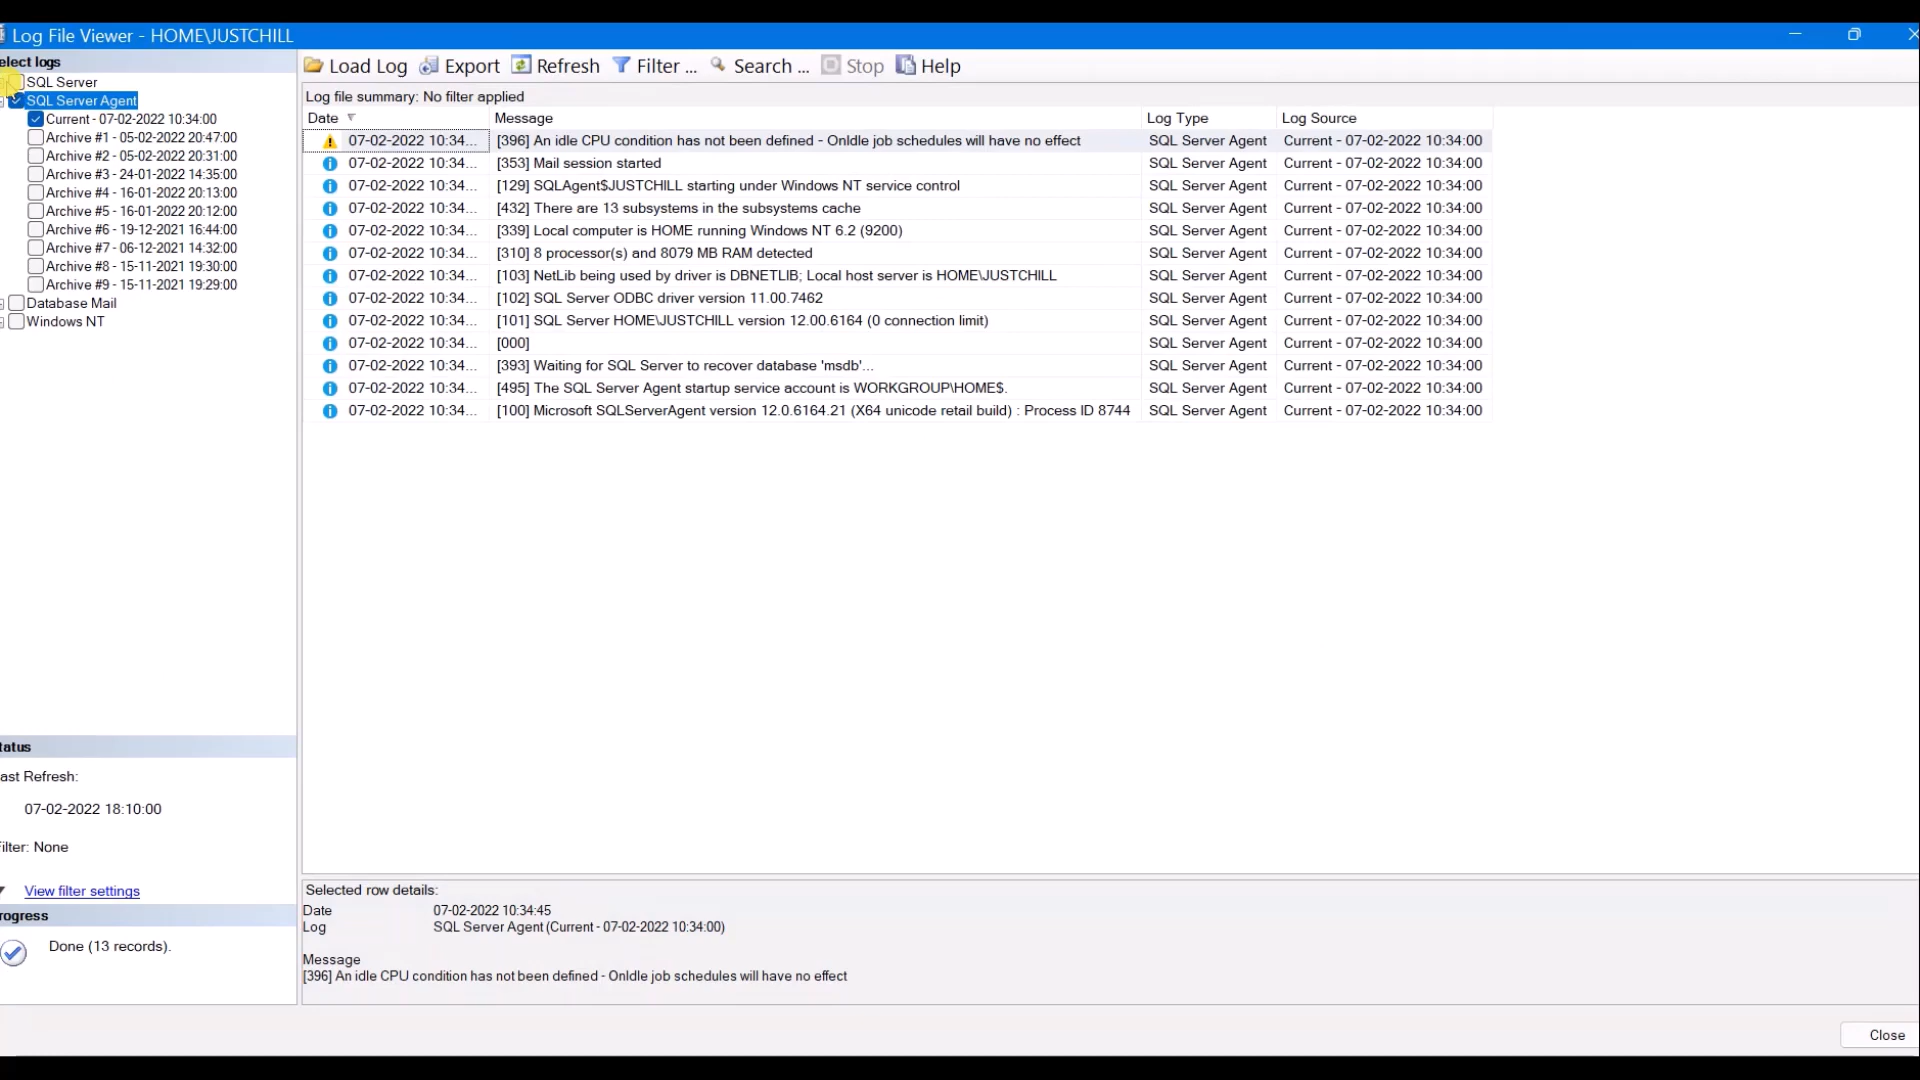 Log File Viewer - HOME\JUSTCHILL
elect logs
SQL Server
SQL Server Agent
Current - 07-02-2022 10:34:00
Archive #1 - 05-02-2022 20:47:00
Archive #2 - 05-02-2022 20:31:00
Archive #3 - 24-01-2022 14:35:00
Archive #4 - 16-01-2022 20:13:00
Archive #5 - 16-01-2022 20:12:00
Archive #6 - 19-12-2021 16:44:00
Archive #7 - 06-12-2021 14:32:00
Archive #8 - 15-11-2021 19:30:00
Archive #9 - 15-11-2021 19:29:00
Database Mail
Windows NT
tatus
ast Refresh:
07-02-2022 18:10:00
ilter: None
View filter settings
rogress
Done (13 records).
Load Log Export Refresh Filter ... Search ... Stop Help
Log file summary: No filter applied
Date Message Log Type Log Source
07-02-2022 10:34... [396] An idle CPU condition has not been defined - OnIdle job schedules will have no effect SQL Server Agent Current - 07-02-2022 10:34:00
07-02-2022 10:34... [353] Mail session started SQL Server Agent Current - 07-02-2022 10:34:00
07-02-2022 10:34... [129] SQLAgent$JUSTCHILL starting under Windows NT service control SQL Server Agent Current - 07-02-2022 10:34:00
07-02-2022 10:34... [432] There are 13 subsystems in the subsystems cache SQL Server Agent Current - 07-02-2022 10:34:00
07-02-2022 10:34... [339] Local computer is HOME running Windows NT 6.2 (9200) SQL Server Agent Current - 07-02-2022 10:34:00
07-02-2022 10:34... [310] 8 processor(s) and 8079 MB RAM detected SQL Server Agent Current - 07-02-2022 10:34:00
07-02-2022 10:34... [103] NetLib being used by driver is DBNETLIB; Local host server is HOME\JUSTCHILL SQL Server Agent Current - 07-02-2022 10:34:00
07-02-2022 10:34... [102] SQL Server ODBC driver version 11.00.7462 SQL Server Agent Current - 07-02-2022 10:34:00
07-02-2022 10:34... [101] SQL Server HOME\JUSTCHILL version 12.00.6164 (0 connection limit) SQL Server Agent Current - 07-02-2022 10:34:00
07-02-2022 10:34... [000] SQL Server Agent Current - 07-02-2022 10:34:00
07-02-2022 10:34... [393] Waiting for SQL Server to recover database 'msdb'... SQL Server Agent Current - 07-02-2022 10:34:00
07-02-2022 10:34... [495] The SQL Server Agent startup service account is WORKGROUP\HOME$. SQL Server Agent Current - 07-02-2022 10:34:00
07-02-2022 10:34... [100] Microsoft SQLServerAgent version 12.0.6164.21 (X64 unicode retail build) : Process ID 8744 SQL Server Agent Current - 07-02-2022 10:34:00
Selected row details:
Date 07-02-2022 10:34:45
Log SQL Server Agent (Current - 07-02-2022 10:34:00)
Message
[396] An idle CPU condition has not been defined - OnIdle job schedules will have no effect
Close